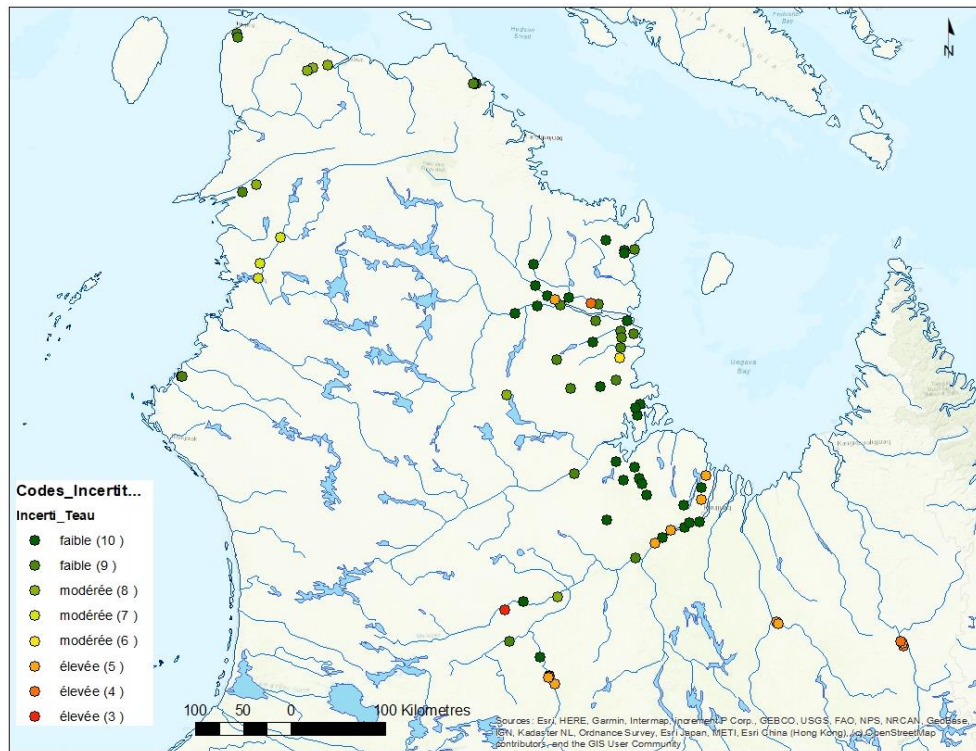 Hudson
Strait
N
Ungava
Bay
Codes_Incertit...
Incerti_Teau
faible (10 )
faible (9 )
modérée (8 )
modérée (7 )
modérée (6 )
élevée (5 )
élevée (4 )
élevée (3 )
100 50 0 100 Kilometres
Sources: Esri, HERE, Garmin, Intermap, increment P Corp., GEBCO, USGS, FAO, NPS, NRCAN, GeoBase,
IGN, Kadaster NL, Ordnance Survey, Esri Japan, METI, Esri China (Hong Kong), (c) OpenStreetMap
contributors, and the GIS User Community